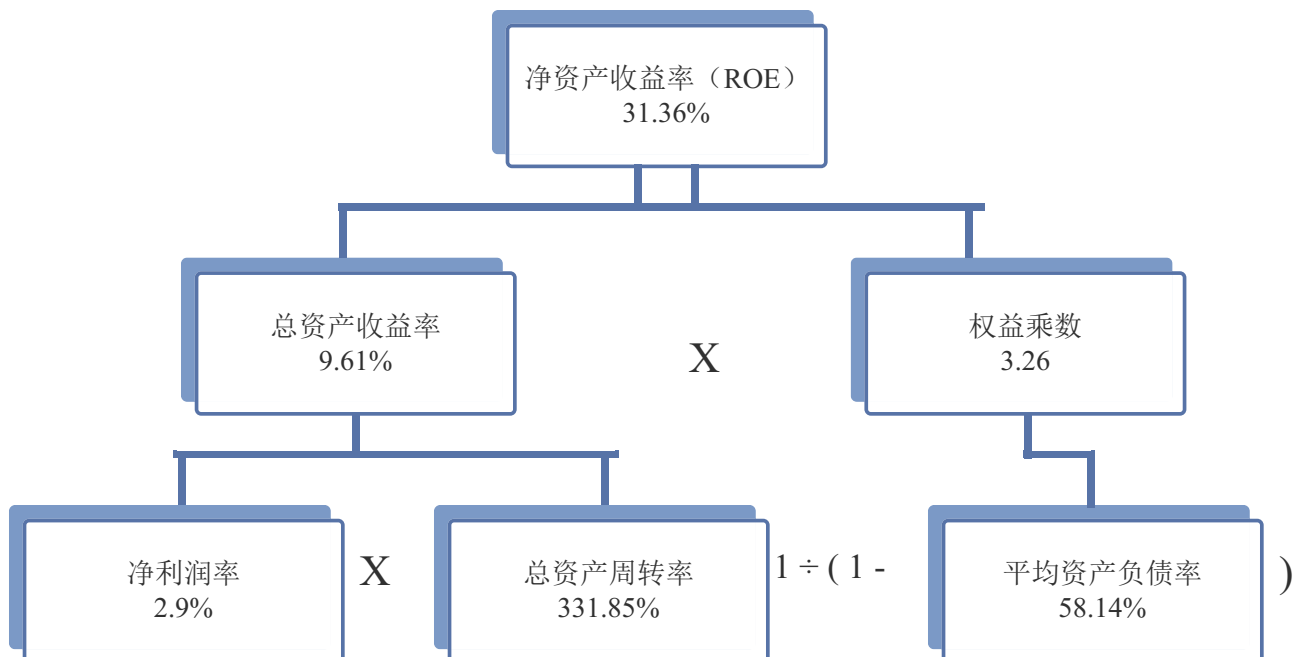 净资产收益率（ROE）
31.36%
总资产收益率
9.61%
X
权益乘数
3.26
净利润率
2.9%
X
总资产周转率
331.85%
1 ÷ ( 1 -
平均资产负债率
58.14%
)